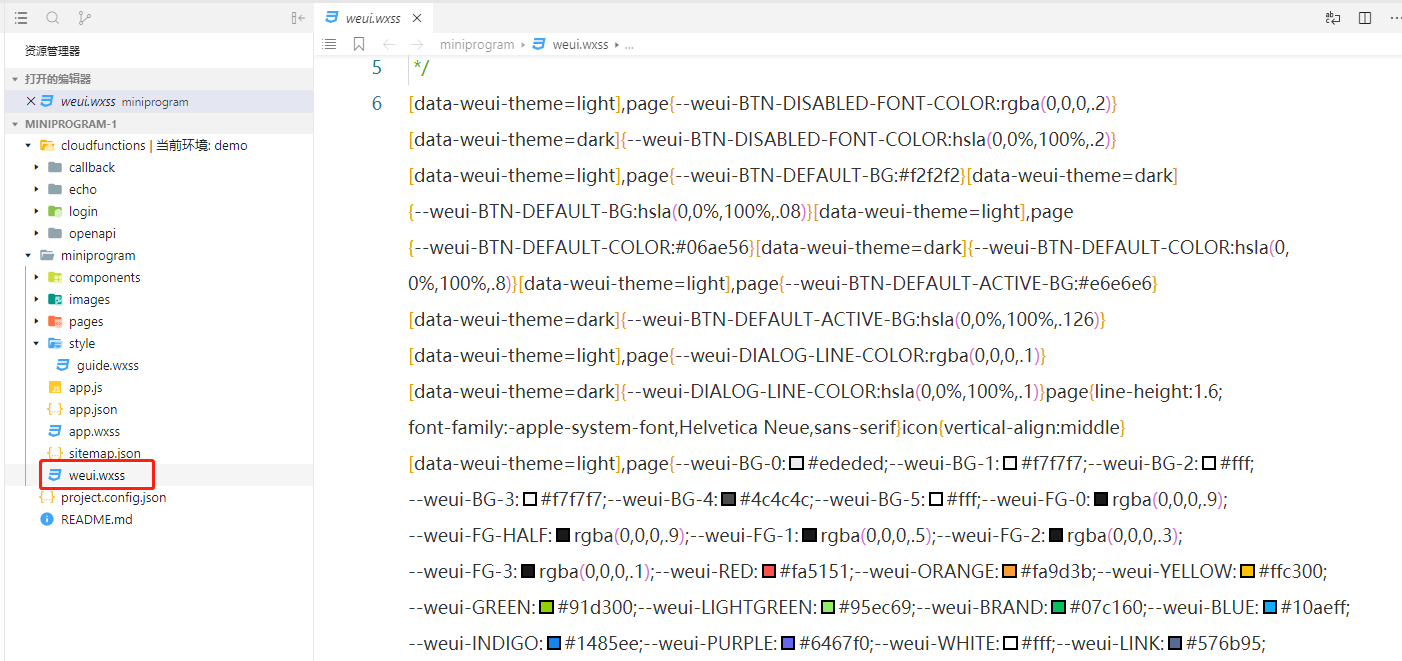 weui.wxss
资源管理器
打开的编辑器
weui.wxss miniprogram
MINIPROGRAM-1
cloudfunctions | 当前环境: demo
callback
echo
login
openapi
miniprogram
components
images
pages
style
guide.wxss
app.js
app.json
app.wxss
sitemap.json
weui.wxss
project.config.json
README.md
miniprogram weui.wxss ...
5 */
6 [data-weui-theme=light],page{--weui-BTN-DISABLED-FONT-COLOR:rgba(0,0,0,.2)}
[data-weui-theme=dark]{--weui-BTN-DISABLED-FONT-COLOR:hsla(0,0%,100%,.2)}
[data-weui-theme=light],page{--weui-BTN-DEFAULT-BG:#f2f2f2}[data-weui-theme=dark]
{--weui-BTN-DEFAULT-BG:hsla(0,0%,100%,.08)}[data-weui-theme=light],page
{--weui-BTN-DEFAULT-COLOR:#06ae56}[data-weui-theme=dark]{--weui-BTN-DEFAULT-COLOR:hsla(0,
0%,100%,.8)}[data-weui-theme=light],page{--weui-BTN-DEFAULT-ACTIVE-BG:#e6e6e6}
[data-weui-theme=dark]{--weui-BTN-DEFAULT-ACTIVE-BG:hsla(0,0%,100%,.126)}
[data-weui-theme=light],page{--weui-DIALOG-LINE-COLOR:rgba(0,0,0,.1)}
[data-weui-theme=dark]{--weui-DIALOG-LINE-COLOR:hsla(0,0%,100%,.1)}page{line-height:1.6;
font-family:-apple-system-font,Helvetica Neue,sans-serif}icon{vertical-align:middle}
[data-weui-theme=light],page{--weui-BG-0:#ededed;--weui-BG-1:#f7f7f7;--weui-BG-2:#fff;
--weui-BG-3:#f7f7f7;--weui-BG-4:#4c4c4c;--weui-BG-5:#fff;--weui-FG-0:rgba(0,0,0,.9);
--weui-FG-HALF:rgba(0,0,0,.9);--weui-FG-1:rgba(0,0,0,.5);--weui-FG-2:rgba(0,0,0,.3);
--weui-FG-3:rgba(0,0,0,.1);--weui-RED:#fa5151;--weui-ORANGE:#fa9d3b;--weui-YELLOW:#ffc300;
--weui-GREEN:#91d300;--weui-LIGHTGREEN:#95ec69;--weui-BRAND:#07c160;--weui-BLUE:#10aeff;
--weui-INDIGO:#1485ee;--weui-PURPLE:#6467f0;--weui-WHITE:#fff;--weui-LINK:#576b95;